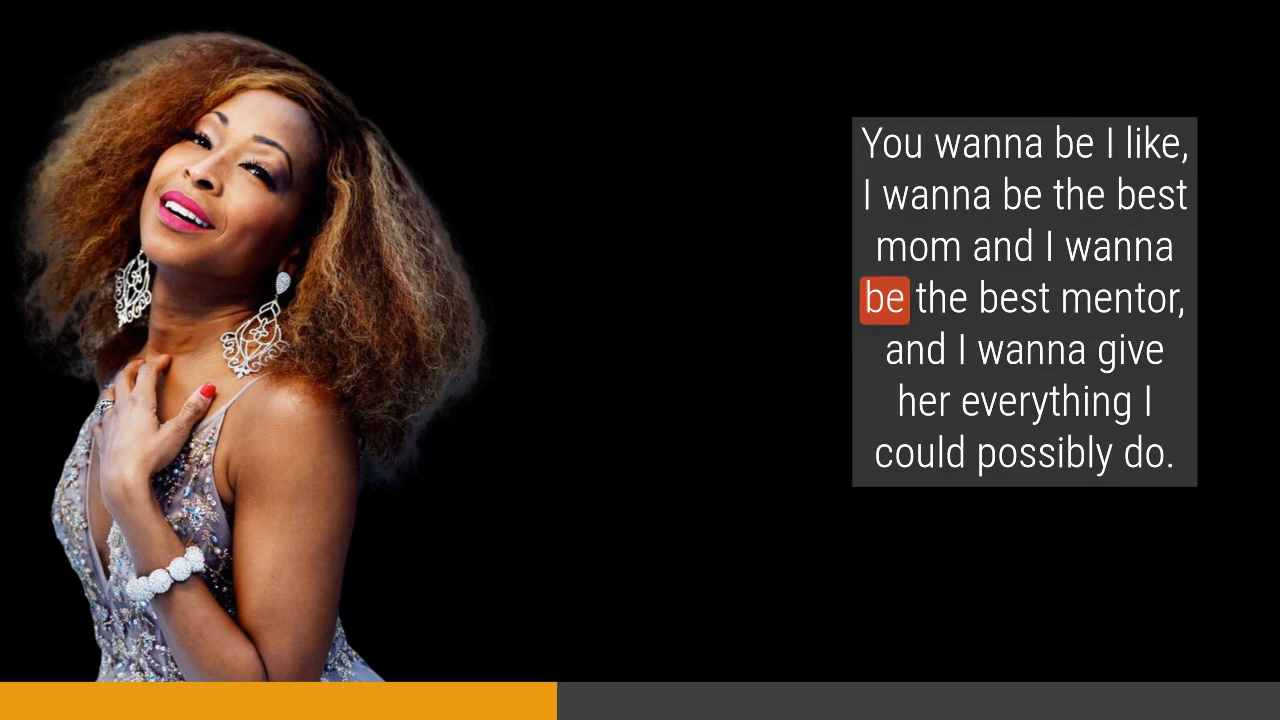 You wanna be I like,
I wanna be the best
mom and I wanna
be the best mentor,
and I wanna give
her everything I
could possibly do.